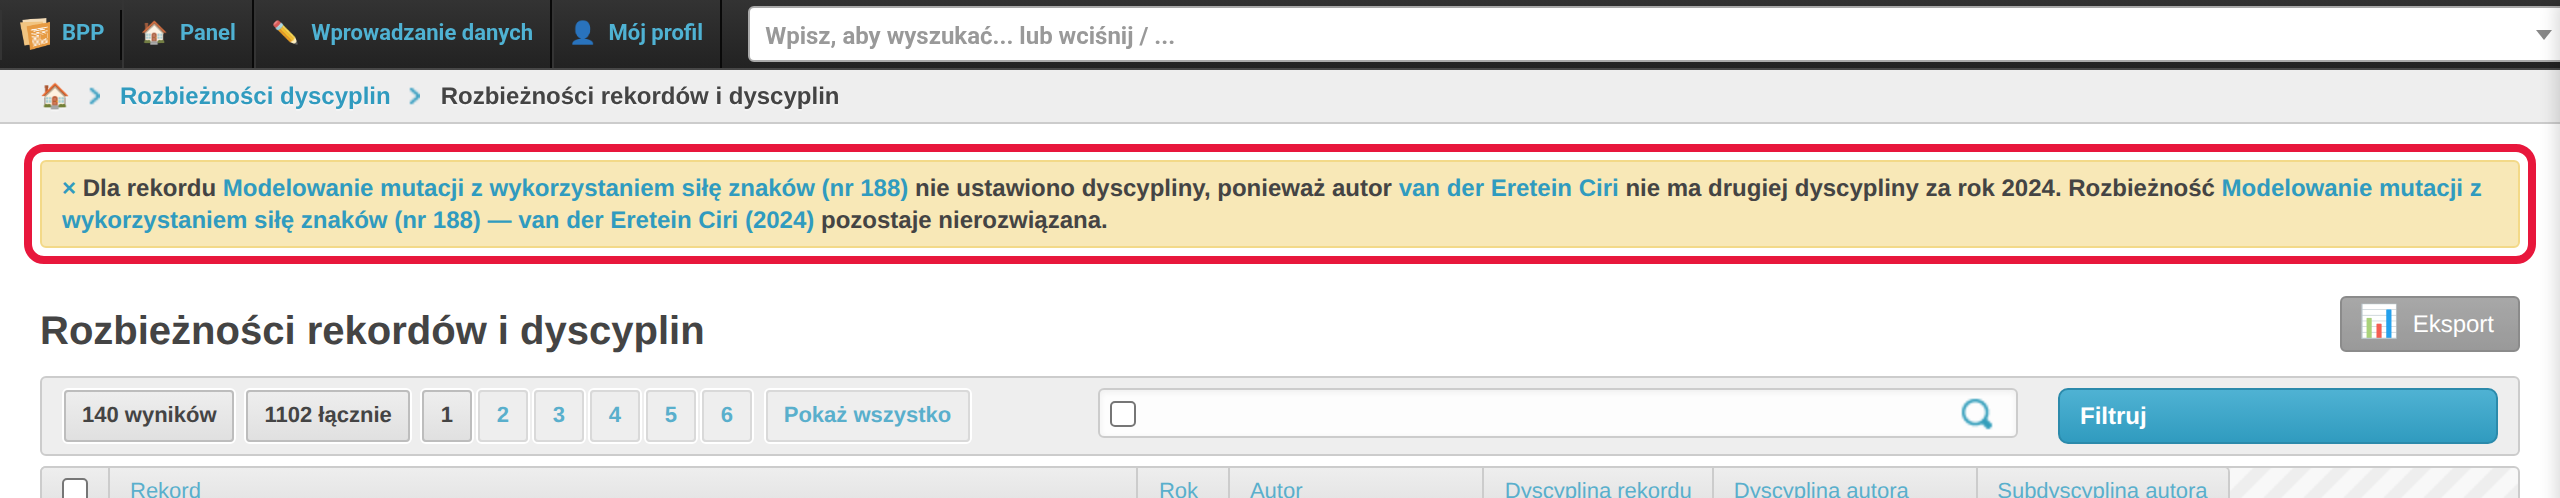 BPP Panel Wprowadzanie danych Mój profil Wpisz, aby wyszukać... lub wciśnij / ...
Rozbieżności dyscyplin Rozbieżności rekordów i dyscyplin
× Dla rekordu Modelowanie mutacji z wykorzystaniem siłę znaków (nr 188) nie ustawiono dyscypliny, ponieważ autor van der Eretein Ciri nie ma drugiej dyscypliny za rok 2024. Rozbieżność Modelowanie mutacji z
wykorzystaniem siłę znaków (nr 188) — van der Eretein Ciri (2024) pozostaje nierozwiązana.
Rozbieżności rekordów i dyscyplin
Eksport
140 wyników 1102 łącznie 1 2 3 4 5 6 Pokaż wszystko Filtruj
Rekord Rok Autor Dyscyplina rekordu Dyscyplina autora Subdyscyplina autora